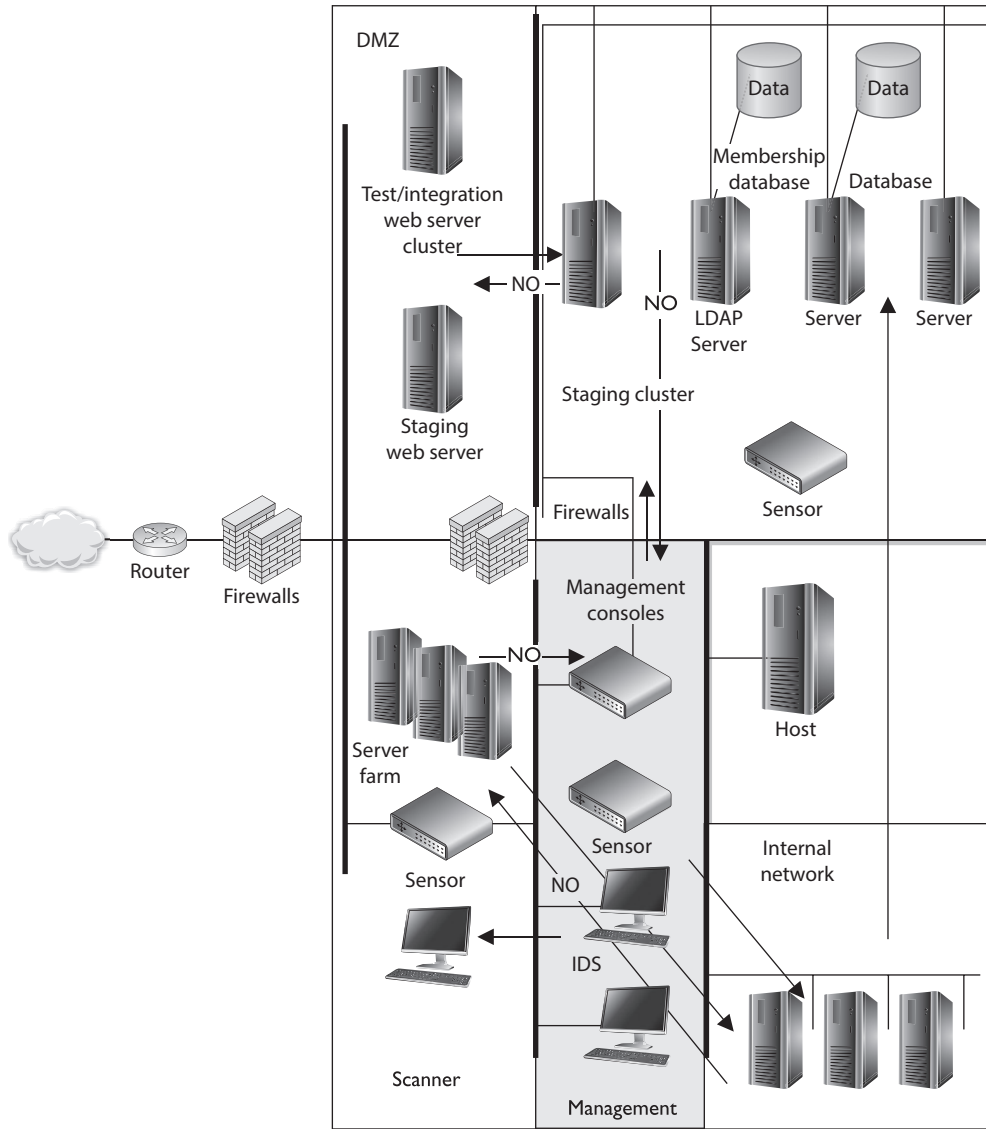 DMZ
Data
Data
Membership
database
Database
Test/integration
web server
cluster
NO
NO
LDAP
Server
Server
Server
Staging cluster
Staging
web server
Sensor
Firewalls
Router
Firewalls
Management
consoles
NO
Host
Server
farm
Sensor
Internal
network
Sensor
NO
IDS
Scanner
Management